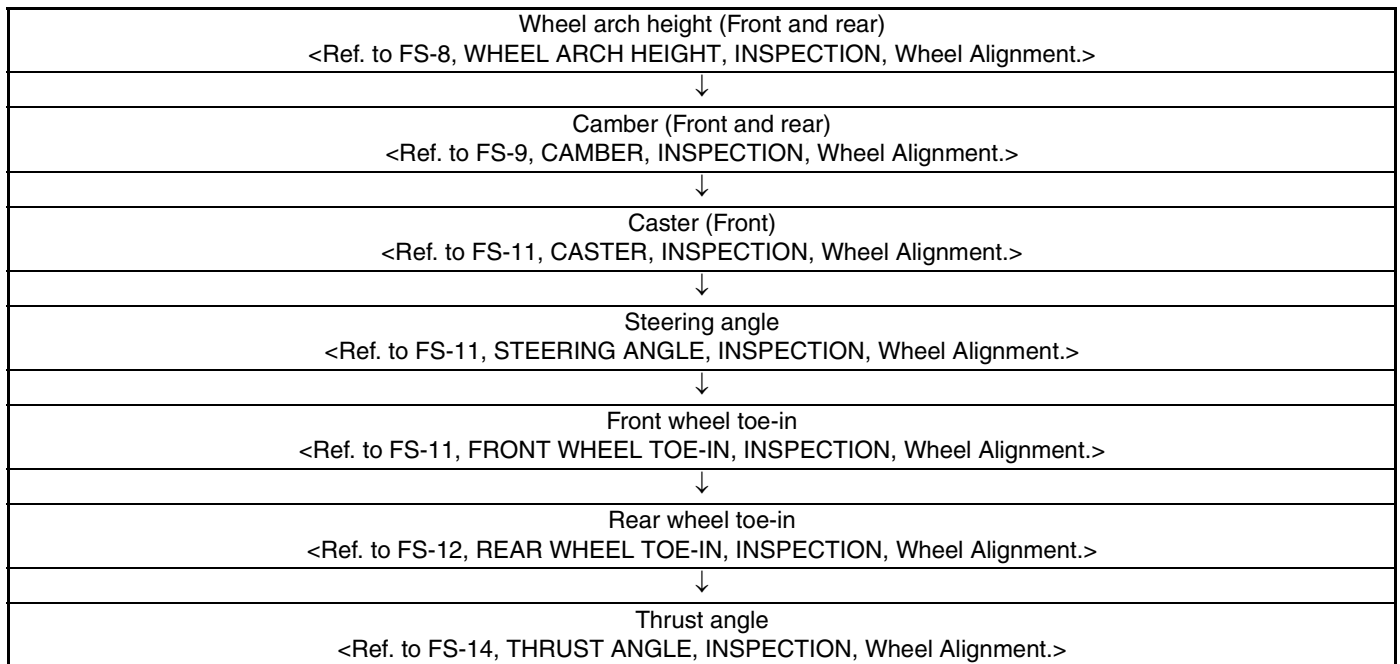 Wheel arch height (Front and rear)
<Ref. to FS-8, WHEEL ARCH HEIGHT, INSPECTION, Wheel Alignment.>
↓
Camber (Front and rear)
<Ref. to FS-9, CAMBER, INSPECTION, Wheel Alignment.>
↓
Caster (Front)
<Ref. to FS-11, CASTER, INSPECTION, Wheel Alignment.>
↓
Steering angle
<Ref. to FS-11, STEERING ANGLE, INSPECTION, Wheel Alignment.>
↓
Front wheel toe-in
<Ref. to FS-11, FRONT WHEEL TOE-IN, INSPECTION, Wheel Alignment.>
↓
Rear wheel toe-in
<Ref. to FS-12, REAR WHEEL TOE-IN, INSPECTION, Wheel Alignment.>
↓
Thrust angle
<Ref. to FS-14, THRUST ANGLE, INSPECTION, Wheel Alignment.>